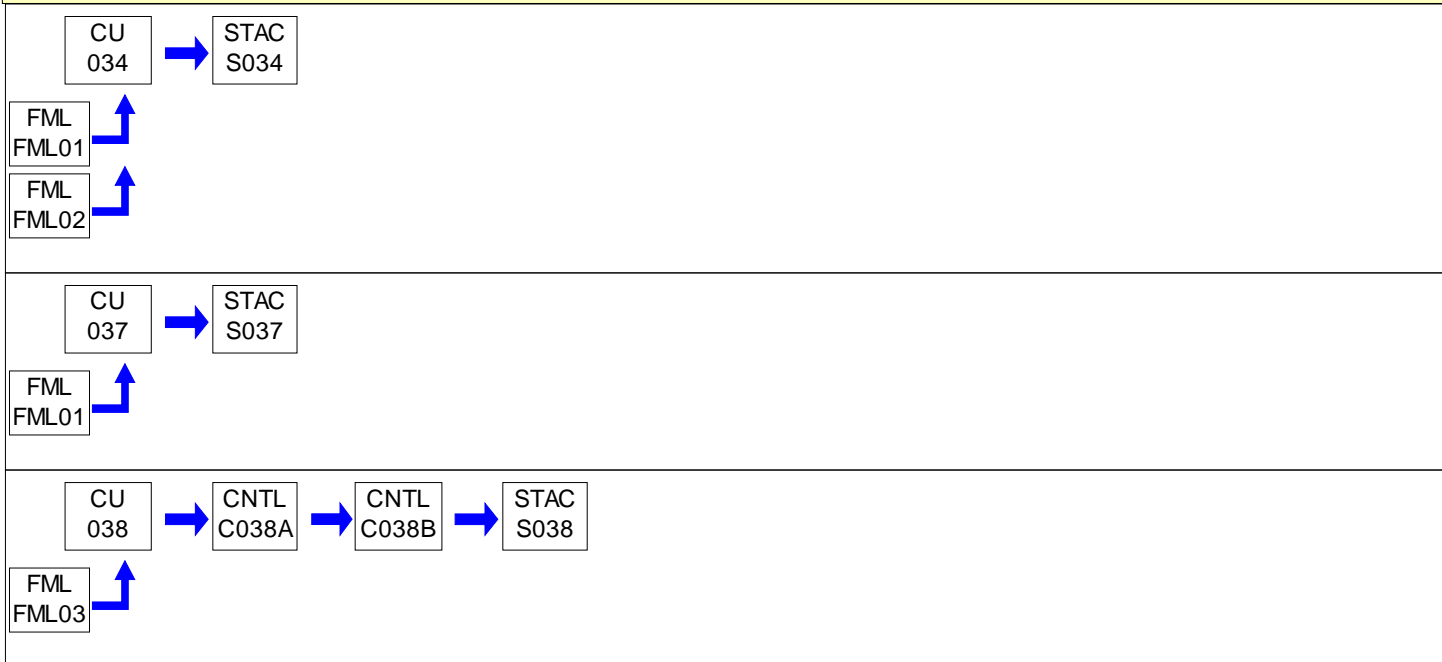 CU
034
STAC
S034
FML
FML01
FML
FML02
CU
037
STAC
S037
FML
FML01
CU
038
CNTL
C038A
CNTL
C038B
STAC
S038
FML
FML03